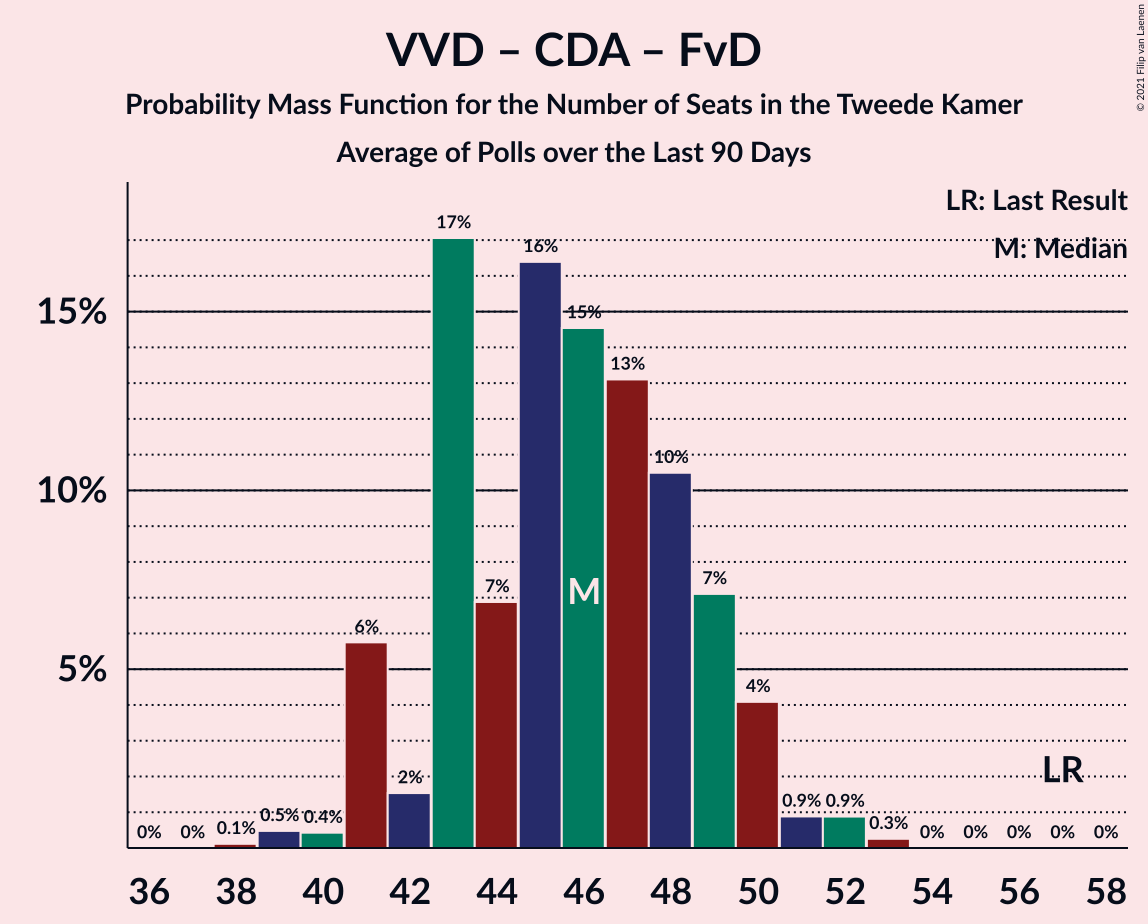 VVD – CDA – FvD
Probability Mass Function for the Number of Seats in the Tweede Kamer
Average of Polls over the Last 90 Days
© 2021 Filip van Laenen
LR: Last Result
M: Median
15%
10%
5%
0%
0%
0.1%
0.5%
0.4%
6%
2%
17%
7%
16%
15%
13%
10%
7%
4%
0.9%
0.9%
0.3%
0%
0%
0%
0%
0%
M
LR
36 38 40 42 44 46 48 50 52 54 56 58